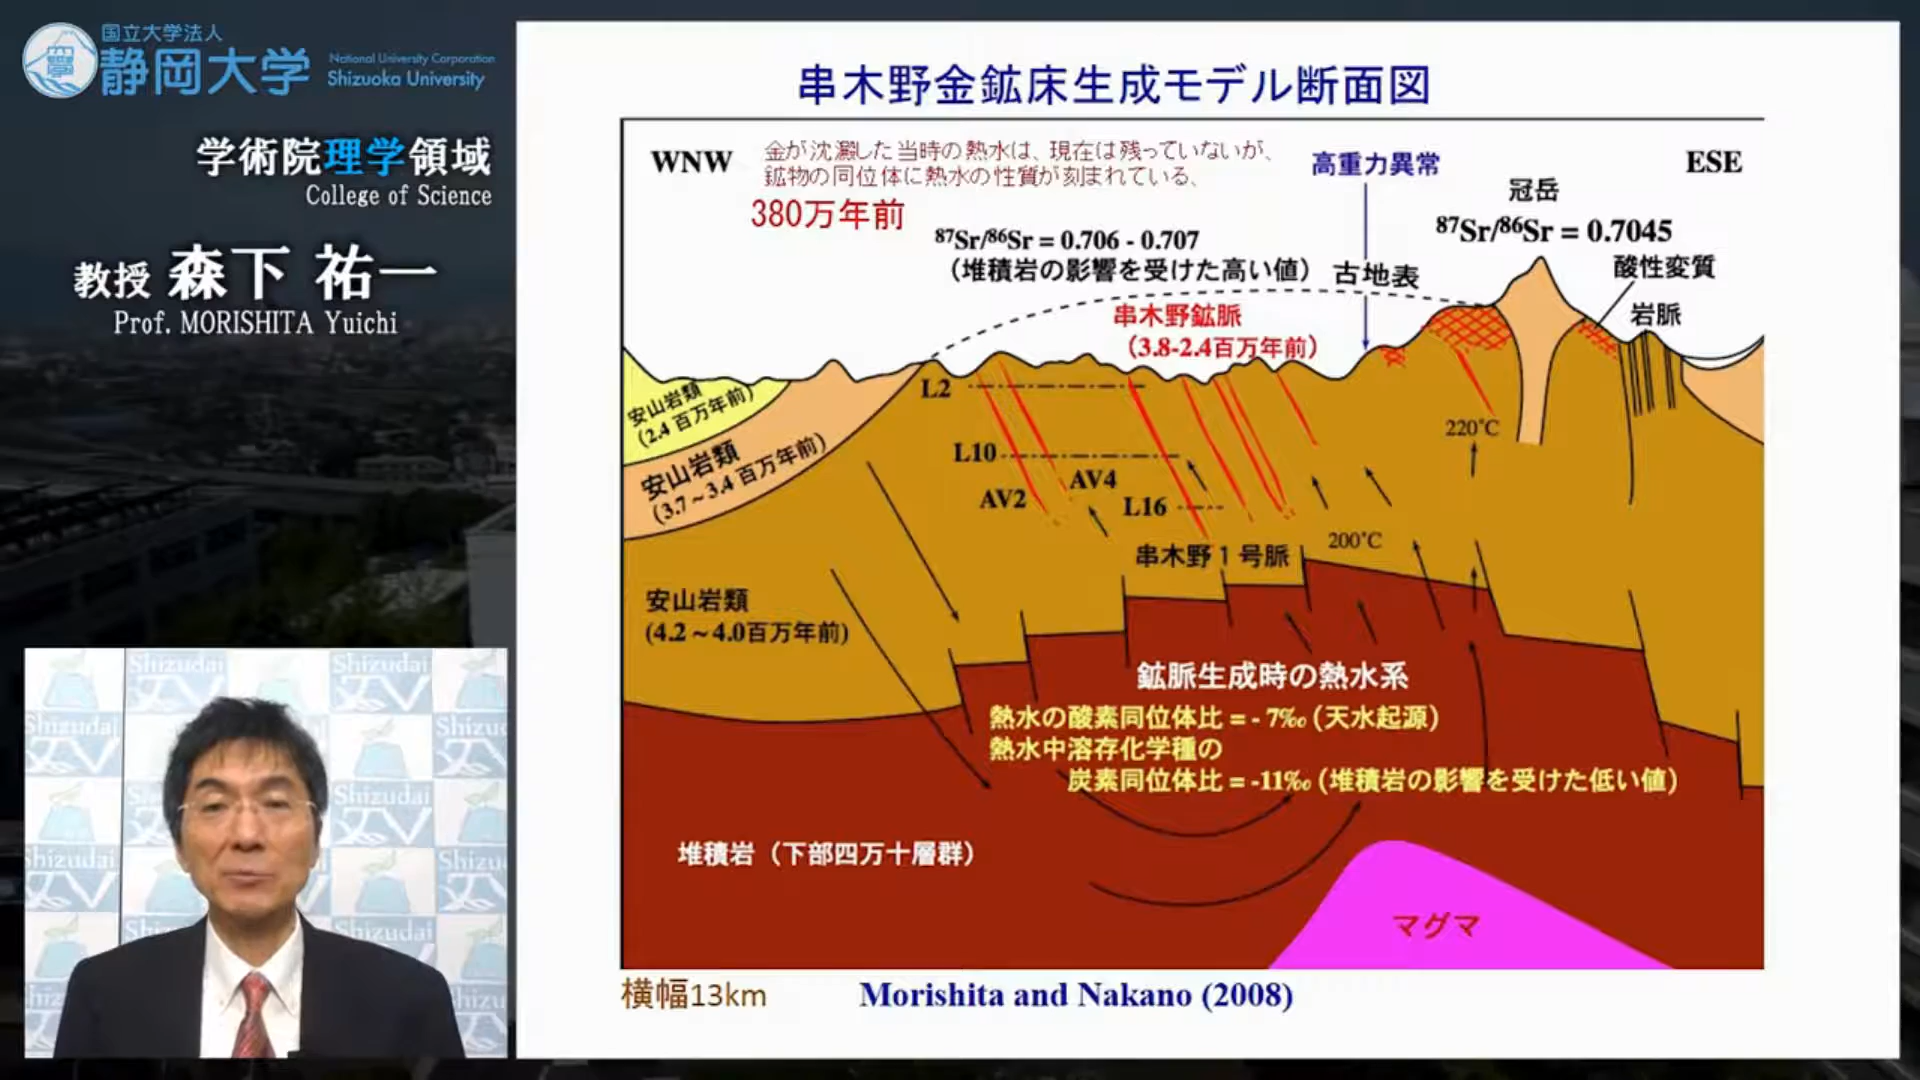 国立大学法人
静岡大学
National University Corporation
Shizuoka University
学術院理学領域
College of Science
教授 森下 祐一
Prof. MORISHITA Yuichi
串木野金鉱床生成モデル断面図
WNW
金が沈澱した当時の熱水は、現在は残っていないが、
鉱物の同位体に熱水の性質が刻まれている、
380万年前
高重力異常
ESE
冠岳
87Sr/86Sr = 0.7045
87Sr/86Sr = 0.706 - 0.707
（堆積岩の影響を受けた高い値）
古地表
酸性変質
岩脈
串木野鉱脈
（3.8-2.4百万年前）
安山岩類
(2.4 百万年前)
L2
安山岩類
(3.7～3.4 百万年前)
L10
AV2
AV4
L16
220℃
200℃
串木野 1 号脈
安山岩類
(4.2～4.0百万年前)
鉱脈生成時の熱水系
熱水の酸素同位体比 = - 7‰ (天水起源)
熱水中溶存化学種の
炭素同位体比 = -11‰ (堆積岩の影響を受けた低い値)
堆積岩（下部四万十層群）
マグマ
横幅13km
Morishita and Nakano (2008)
Shizudai
Shizudai
TV
Shizudai
TV
Shizudai